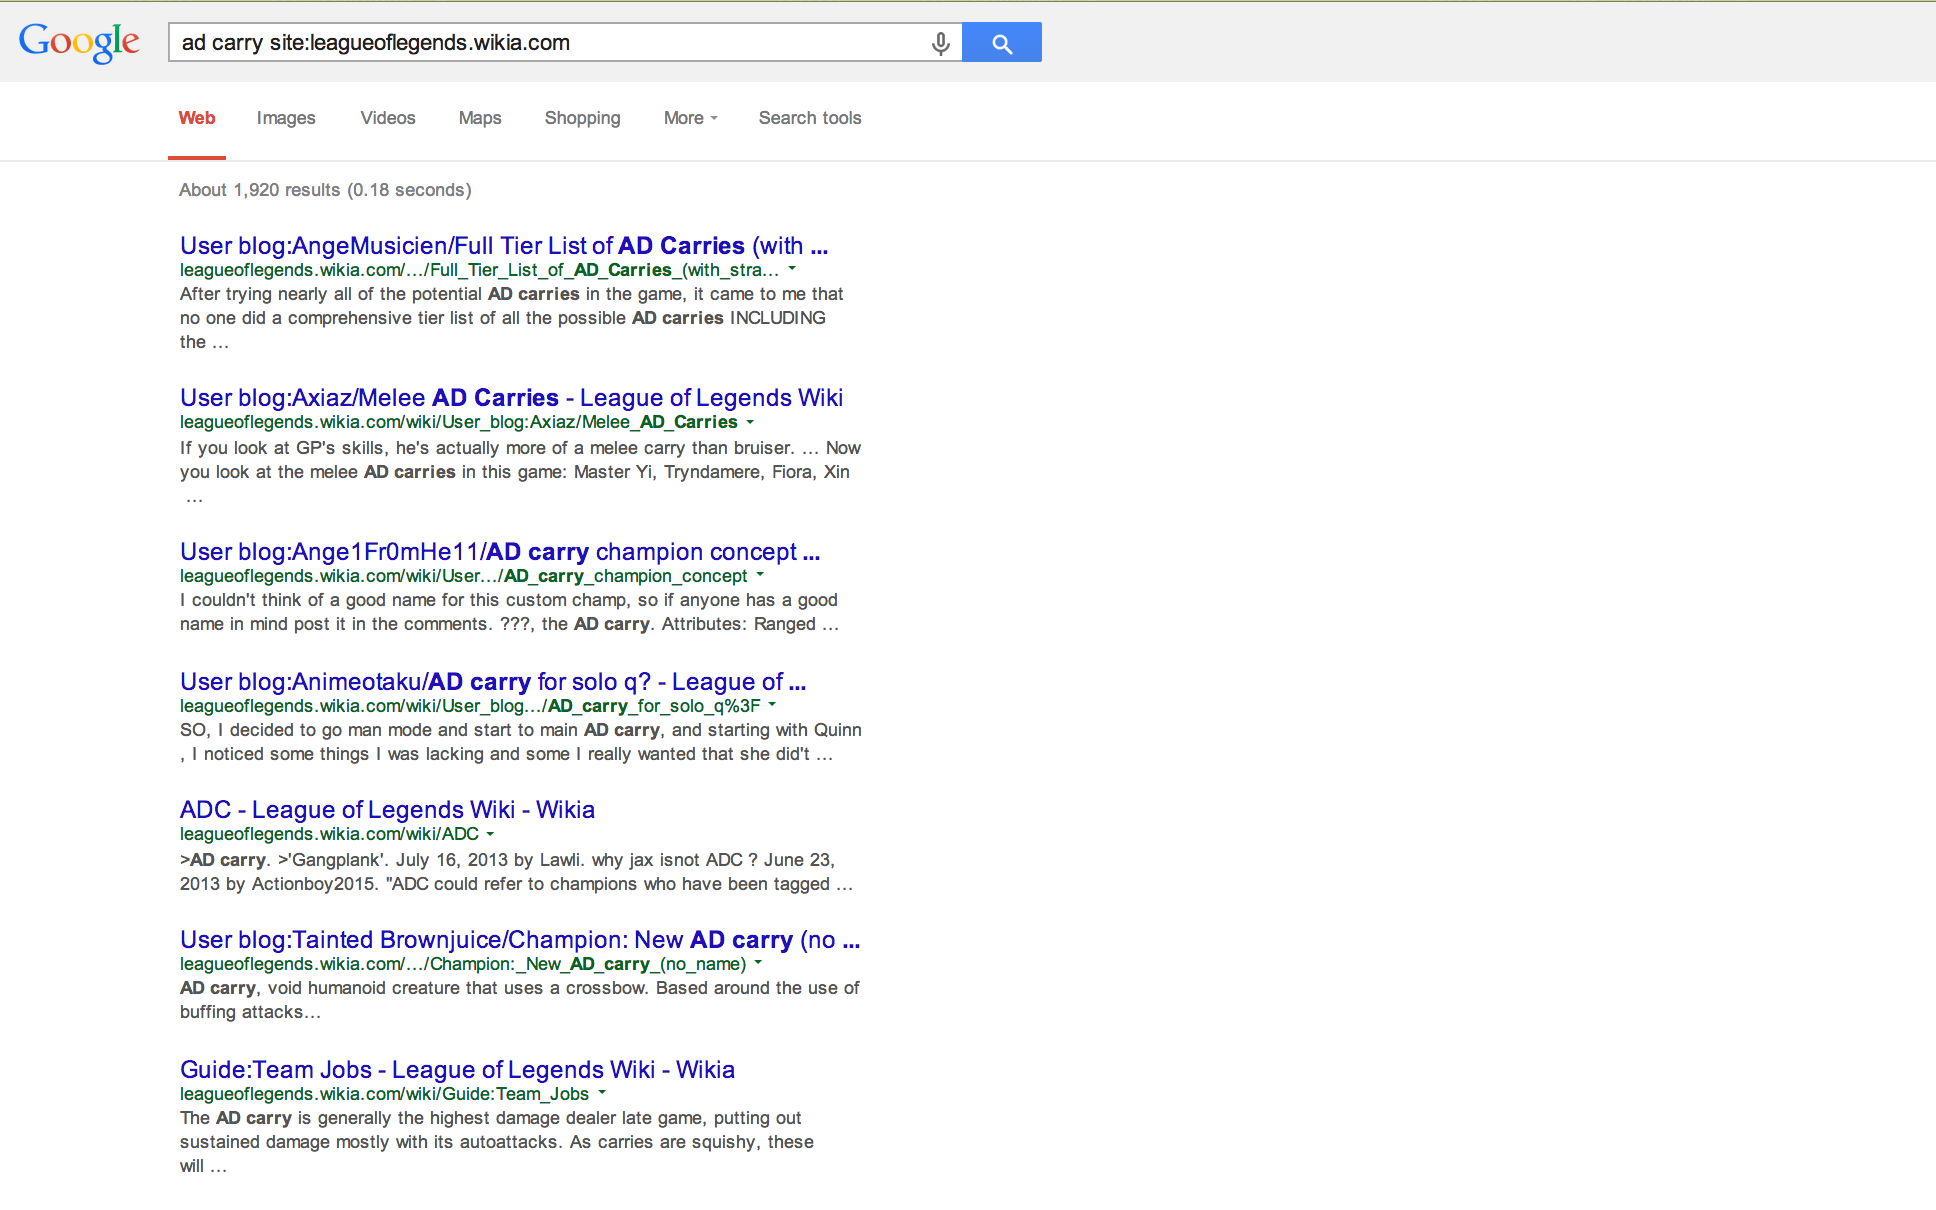 Google
ad carry site:leagueoflegends.wikia.com
Web Images Videos Maps Shopping More Search tools
About 1,920 results (0.18 seconds)
User blog:AngeMusicien/Full Tier List of AD Carries (with ...
leagueoflegends.wikia.com/.../Full_Tier_List_of_AD_Carries_(with_stra...
After trying nearly all of the potential AD carries in the game, it came to me that
no one did a comprehensive tier list of all the possible AD carries INCLUDING
the ...
User blog:Axiaz/Melee AD Carries - League of Legends Wiki
leagueoflegends.wikia.com/wiki/User_blog:Axiaz/Melee_AD_Carries
If you look at GP's skills, he's actually more of a melee carry than bruiser. ... Now
you look at the melee AD carries in this game: Master Yi, Tryndamere, Fiora, Xin
...
User blog:Ange1Fr0mHe11/AD carry champion concept ...
leagueoflegends.wikia.com/wiki/User.../AD_carry_champion_concept
I couldn't think of a good name for this custom champ, so if anyone has a good
name in mind post it in the comments. ???, the AD carry. Attributes: Ranged ...
User blog:Animeotaku/AD carry for solo q? - League of ...
leagueoflegends.wikia.com/wiki/User_blog.../AD_carry_for_solo_q%3F
SO, I decided to go man mode and start to main AD carry, and starting with Quinn
, I noticed some things I was lacking and some I really wanted that she did't ...
ADC - League of Legends Wiki - Wikia
leagueoflegends.wikia.com/wiki/ADC
>AD carry. >'Gangplank'. July 16, 2013 by Lawli. why jax isnot ADC ? June 23,
2013 by Actionboy2015. "ADC could refer to champions who have been tagged ...
User blog:Tainted Brownjuice/Champion: New AD carry (no ...
leagueoflegends.wikia.com/.../Champion:_New_AD_carry_(no_name)
AD carry, void humanoid creature that uses a crossbow. Based around the use of
buffing attacks...
Guide:Team Jobs - League of Legends Wiki - Wikia
leagueoflegends.wikia.com/wiki/Guide:Team_Jobs
The AD carry is generally the highest damage dealer late game, putting out
sustained damage mostly with its autoattacks. As carries are squishy, these
will ...